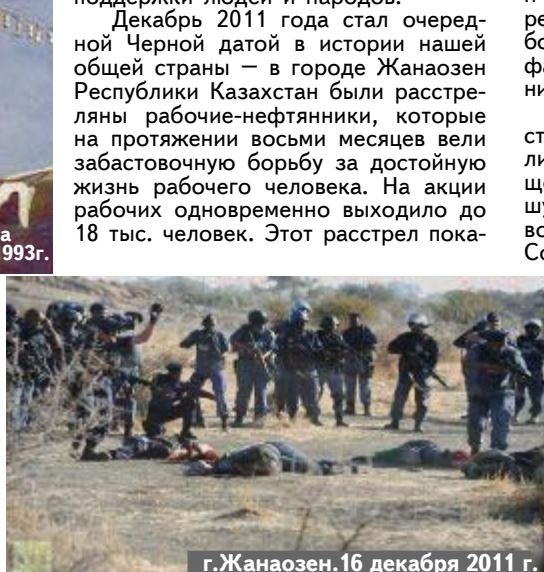 поддержки людей и народов.
Декабрь 2011 года стал очеред-
ной Черной датой в истории нашей
общей страны – в городе Жанаозен
Республики Казахстан были расстре-
ляны рабочие-нефтянники, которые
на протяжении восьми месяцев вели
забастовочную борьбу за достойную
жизнь рабочего человека. На акции
рабочих одновременно выходило до
18 тыс. человек. Этот расстрел пока-
993г.
г.Жанаозен.16 декабря 2011 г.